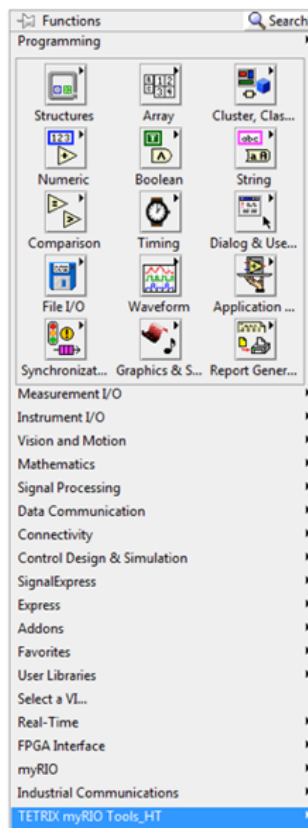 Functions Search
Programming
Structures Array Cluster, Clas...
123 abc
Numeric Boolean String
Comparison Timing Dialog & Use...
File I/O Waveform Application ...
Synchronizat... Graphics & S... Report Gener...
Measurement I/O
Instrument I/O
Vision and Motion
Mathematics
Signal Processing
Data Communication
Connectivity
Control Design & Simulation
SignalExpress
Express
Addons
Favorites
User Libraries
Select a VI...
Real-Time
FPGA Interface
myRIO
Industrial Communications
TETRIX myRIO Tools_HT